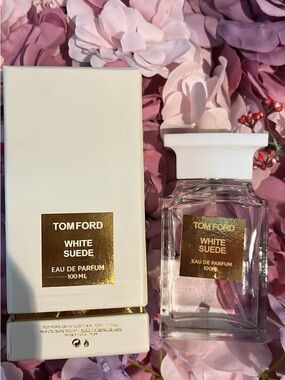 TOM FORD
WHITE
SUEDE
EAU DE PARFUM
100 ML
TOM FORD
WHITE
SUEDE
EAU DE PARFUM
100ML